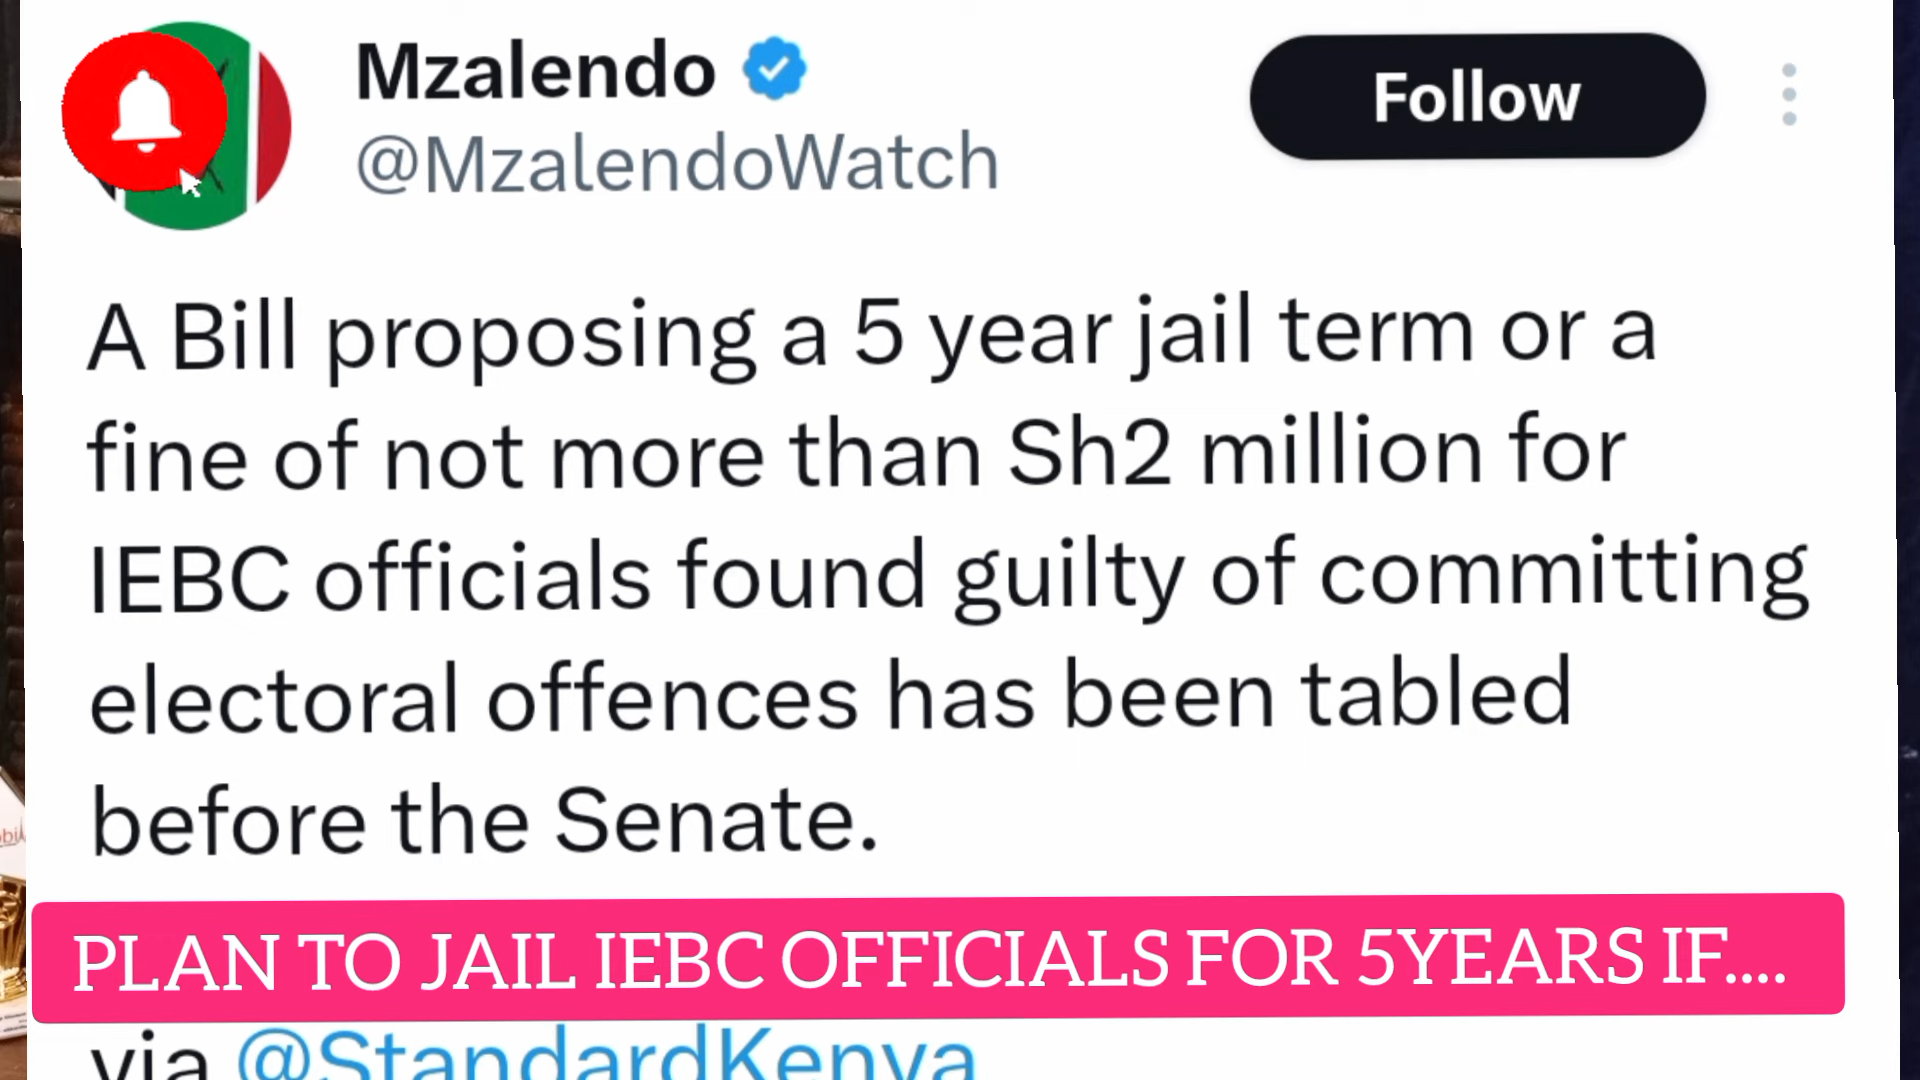 Mzalendo
@MzalendoWatch
Follow
A Bill proposing a 5 year jail term or a
fine of not more than Sh2 million for
IEBC officials found guilty of committing
electoral offences has been tabled
before the Senate.
PLAN TO JAIL IEBC OFFICIALS FOR 5YEARS IF....
via @StandardKenya